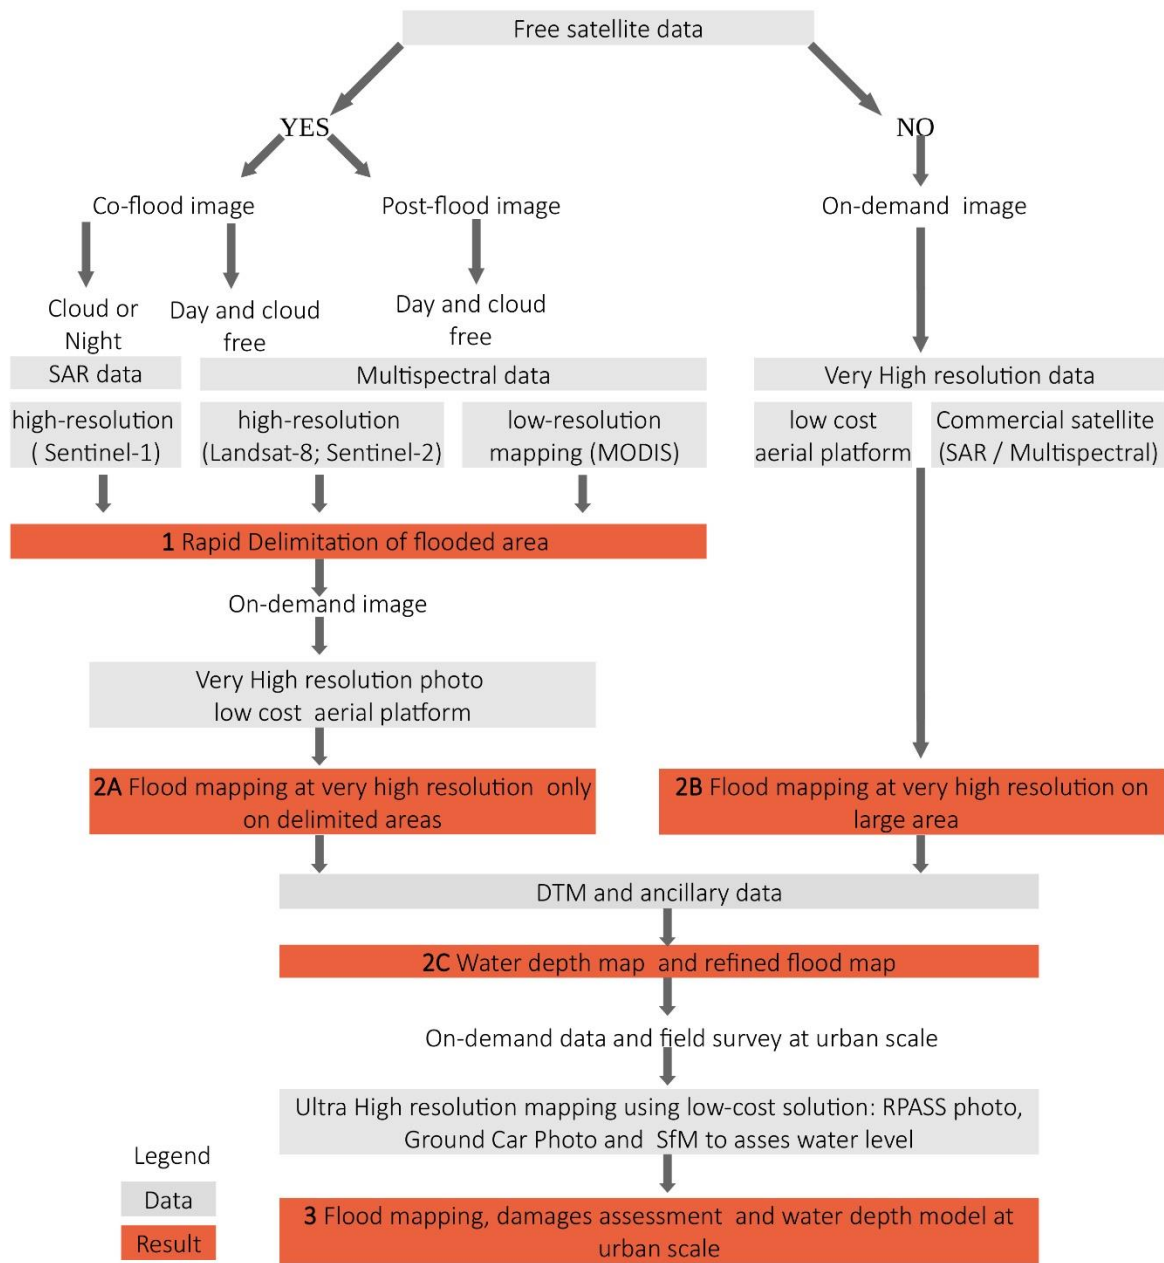 Free satellite data
YES
NO
Co-flood image
Post-flood image
On-demand image
Cloud or
Night
Day and cloud
free
Day and cloud
free
SAR data
Multispectral data
Very High resolution data
high-resolution
( Sentinel-1)
high-resolution
(Landsat-8; Sentinel-2)
low-resolution
mapping (MODIS)
low cost
aerial platform
Commercial satellite
(SAR / Multispectral)
1 Rapid Delimitation of flooded area
On-demand image
Very High resolution photo
low cost aerial platform
2A Flood mapping at very high resolution only
on delimited areas
2B Flood mapping at very high resolution on
large area
DTM and ancillary data
2C Water depth map and refined flood map
On-demand data and field survey at urban scale
Ultra High resolution mapping using low-cost solution: RPASS photo,
Ground Car Photo and SfM to asses water level
3 Flood mapping, damages assessment and water depth model at
urban scale
Legend
Data
Result